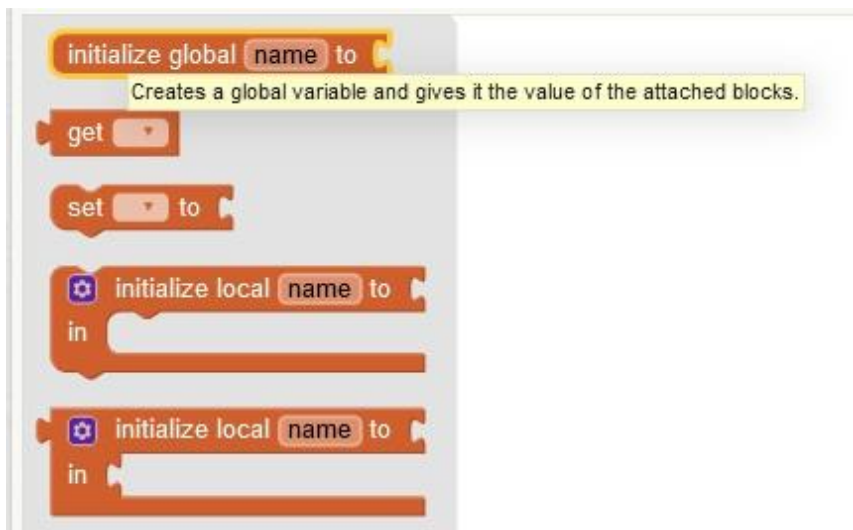 initialize global name to
Creates a global variable and gives it the value of the attached blocks.
get
set to
initialize local name to
in
initialize local name to
in